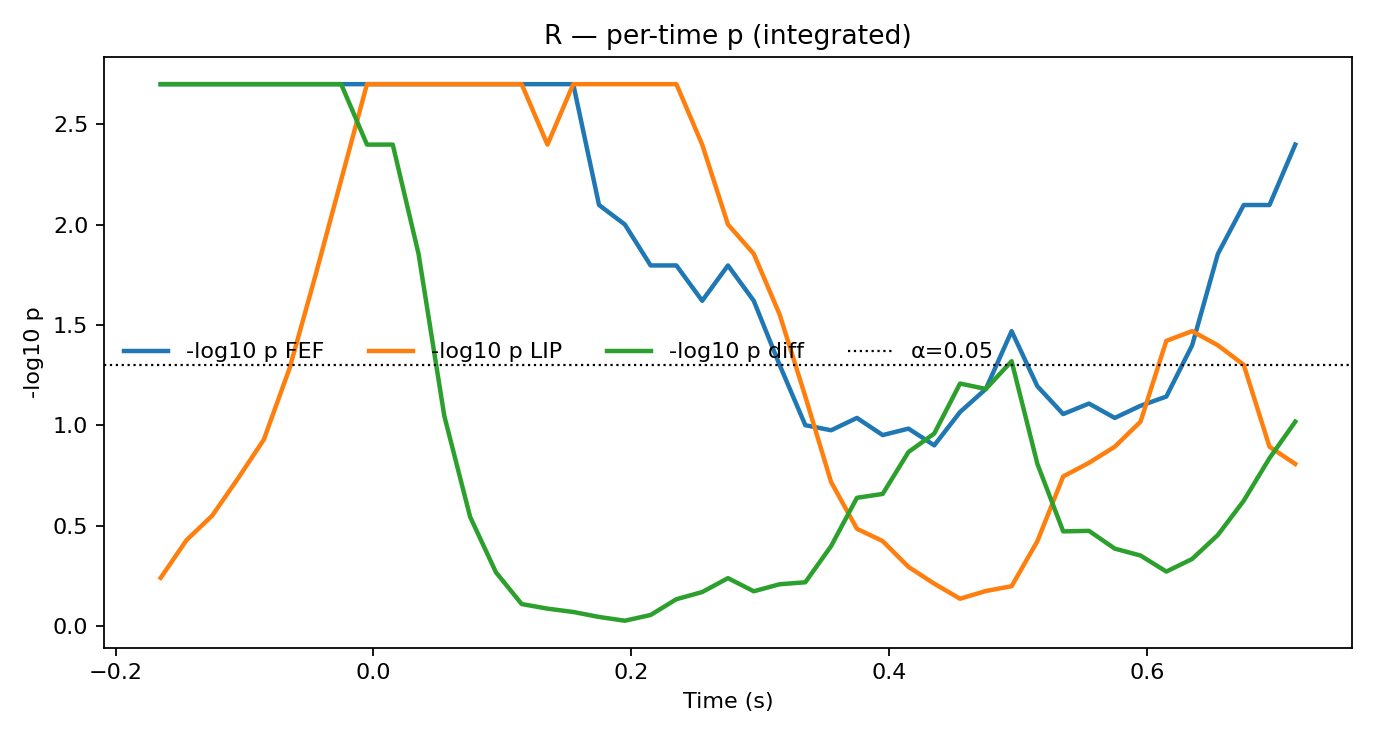 R — per-time p (integrated)
-log10 p
2.5
2.0
1.5
1.0
0.5
0.0
-log10 p FEF -log10 p LIP -log10 p diff α=0.05
−0.2 0.0 0.2 0.4 0.6
Time (s)